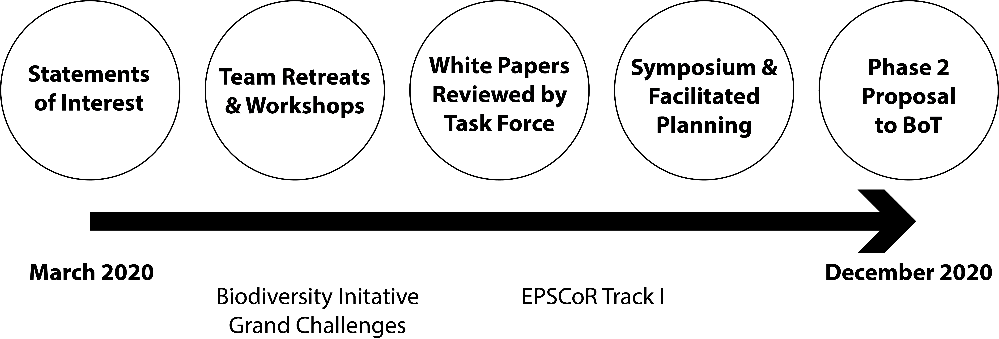 Statements
of Interest
Team Retreats
& Workshops
White Papers
Reviewed by
Task Force
Symposium &
Facilitated
Planning
Phase 2
Proposal
to BoT
March 2020
December 2020
Biodiversity Initative
Grand Challenges
EPSCoR Track I